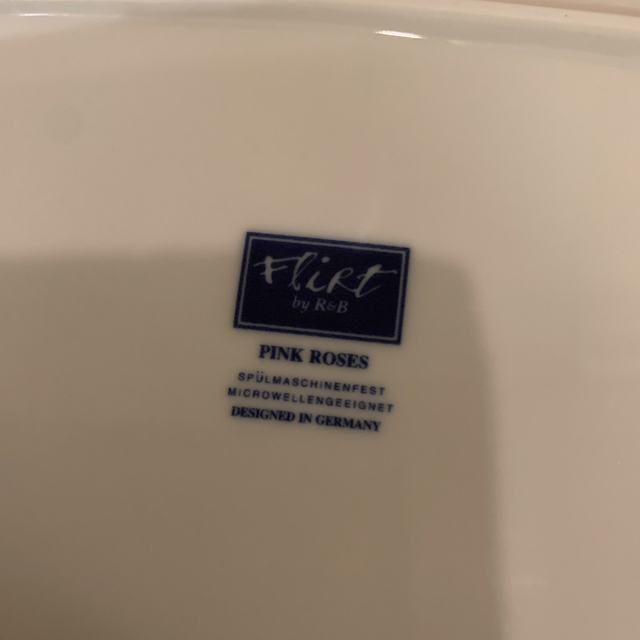 Flirt
by R&B
PINK ROSES
SPÜLMASCHINENFEST
MICROWELLENGEEIGNET
DESIGNED IN GERMANY